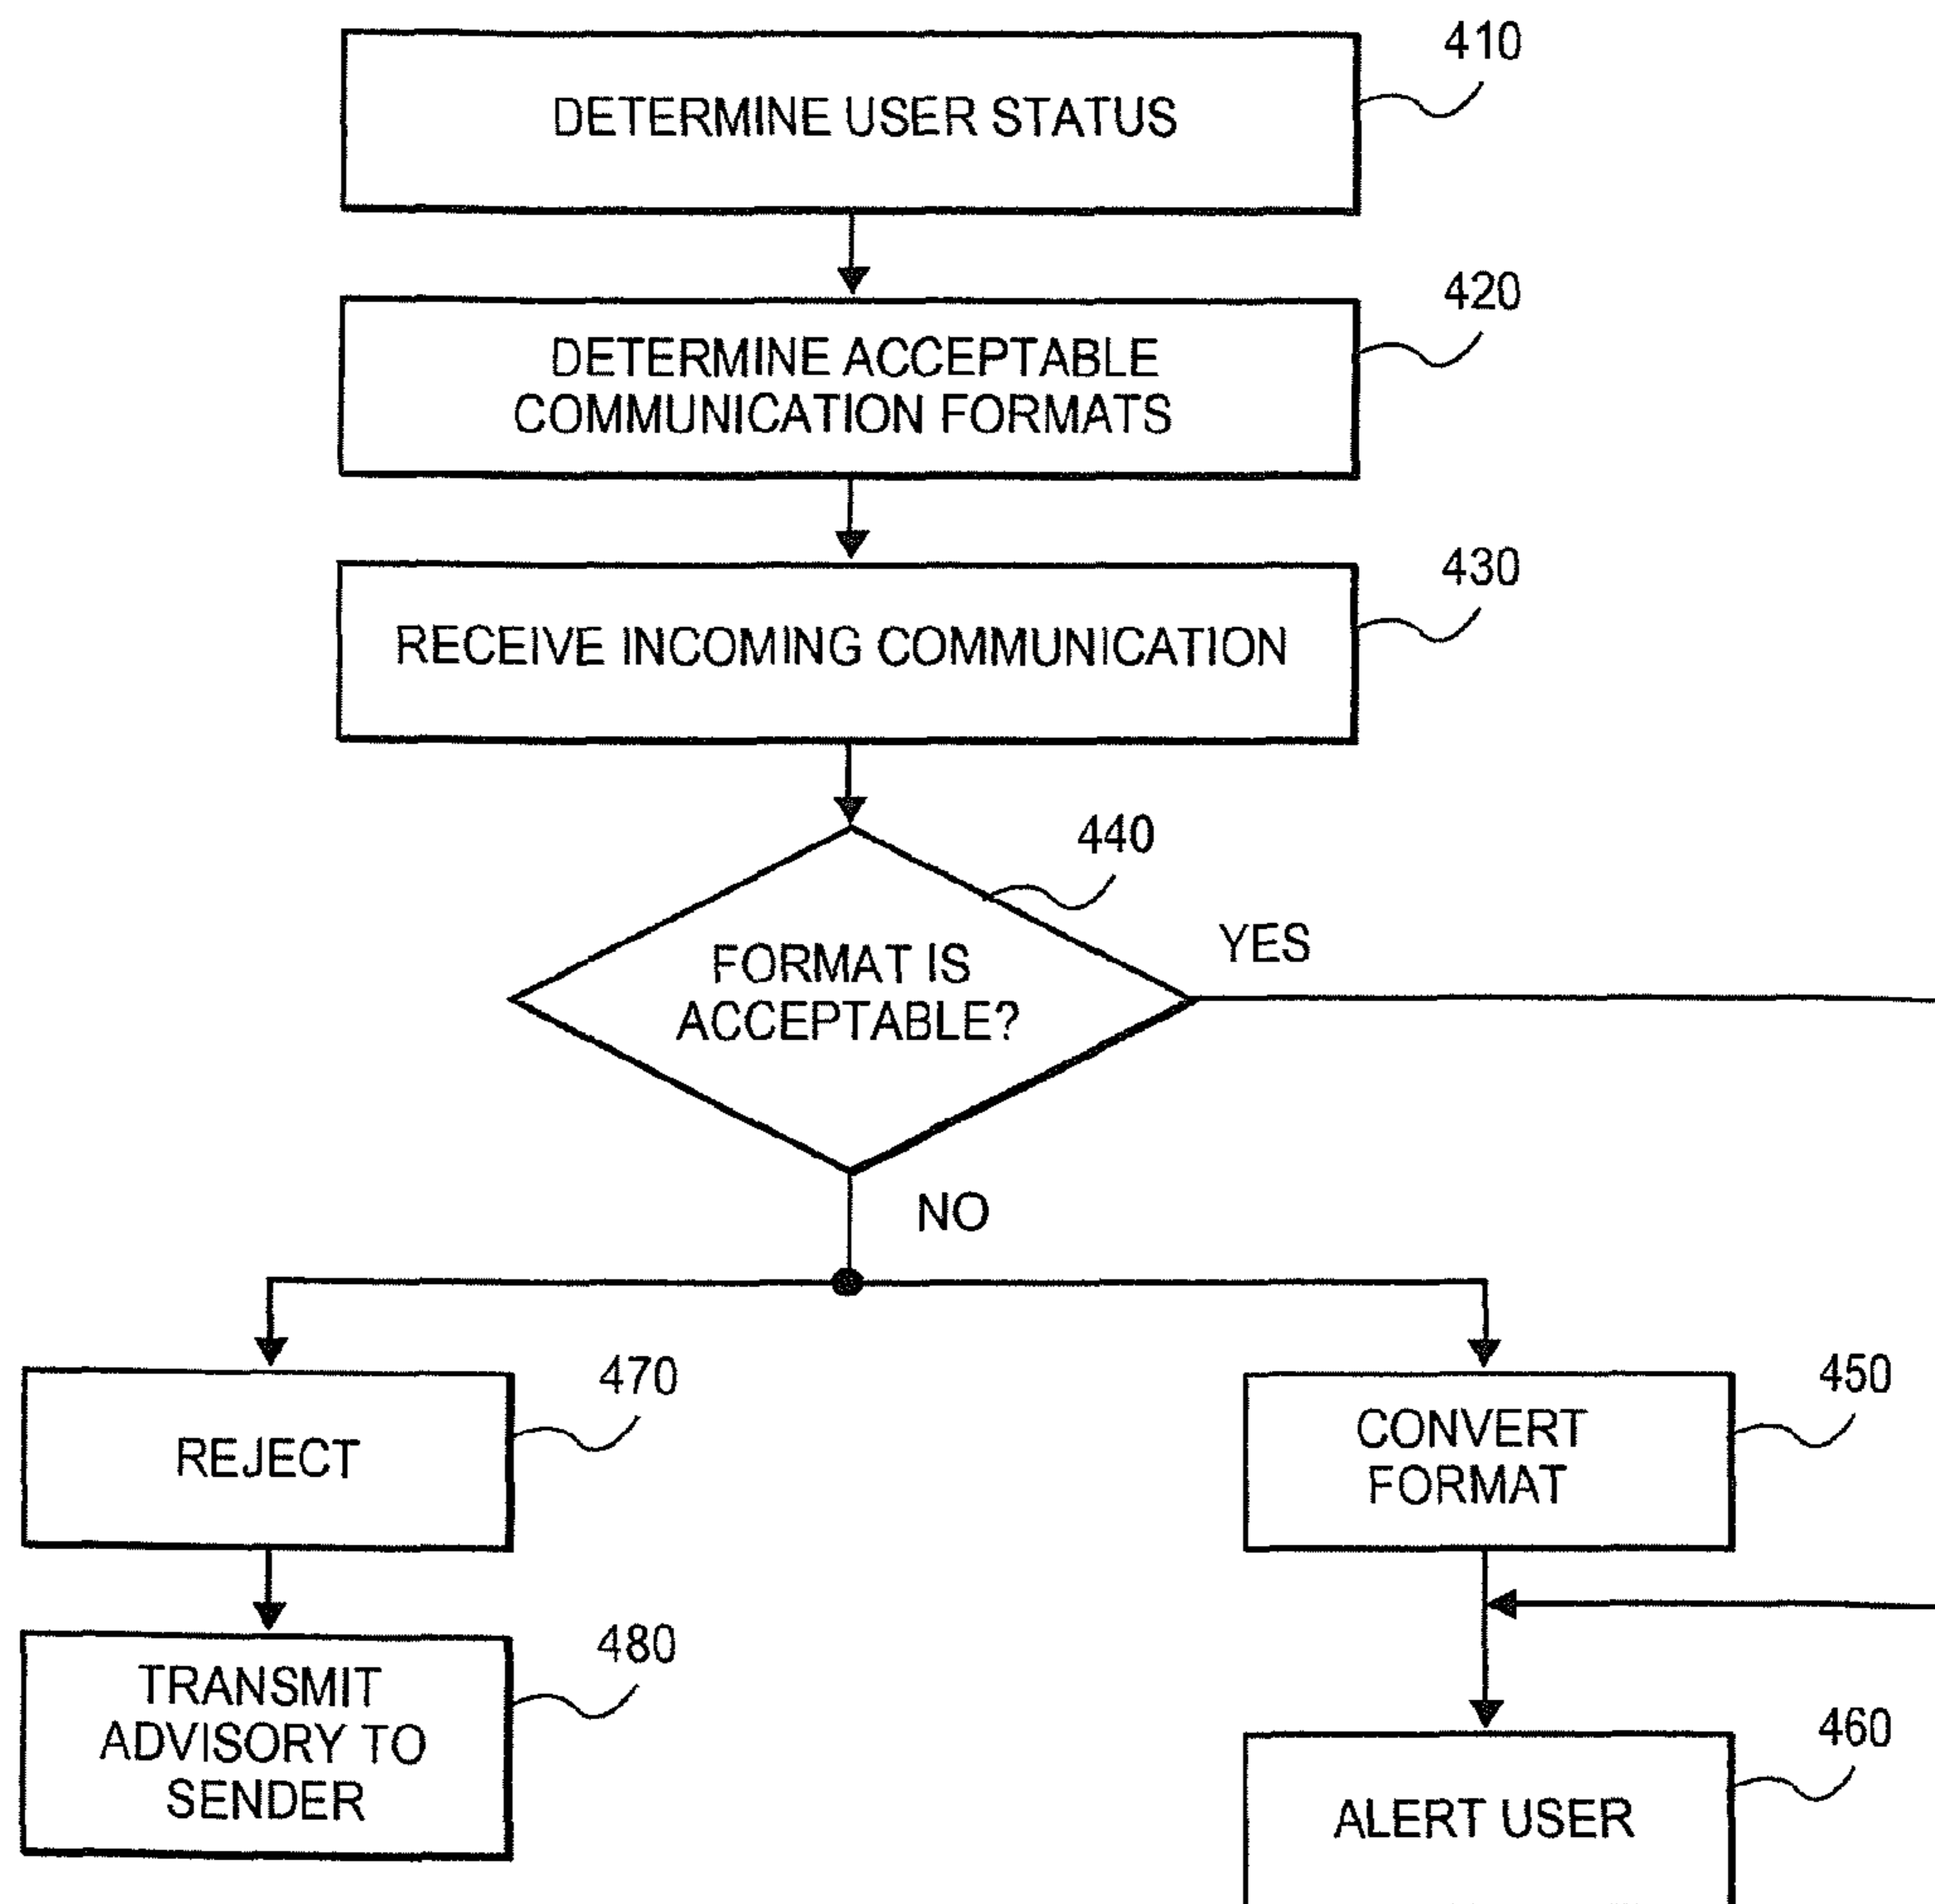 410
DETERMINE USER STATUS
420
DETERMINE ACCEPTABLE
COMMUNICATION FORMATS
430
RECEIVE INCOMING COMMUNICATION
440
FORMAT IS
ACCEPTABLE?
YES
NO
470
REJECT
450
CONVERT
FORMAT
480
TRANSMIT
ADVISORY TO
SENDER
460
ALERT USER